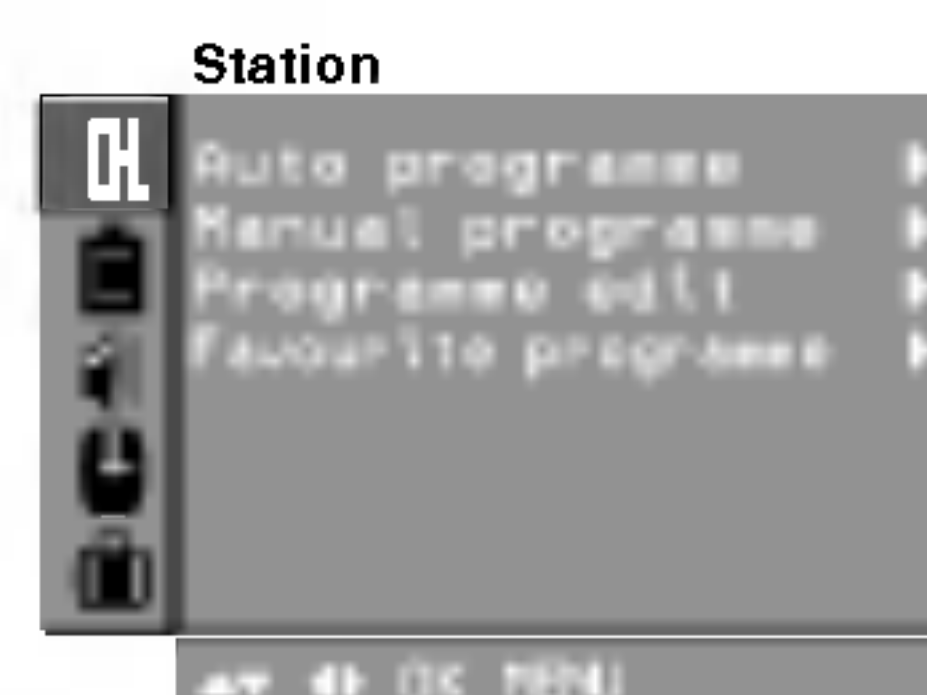 Station
CH
Auto programme
Manual programme
Programme edit
Favourite programme
OK MENU